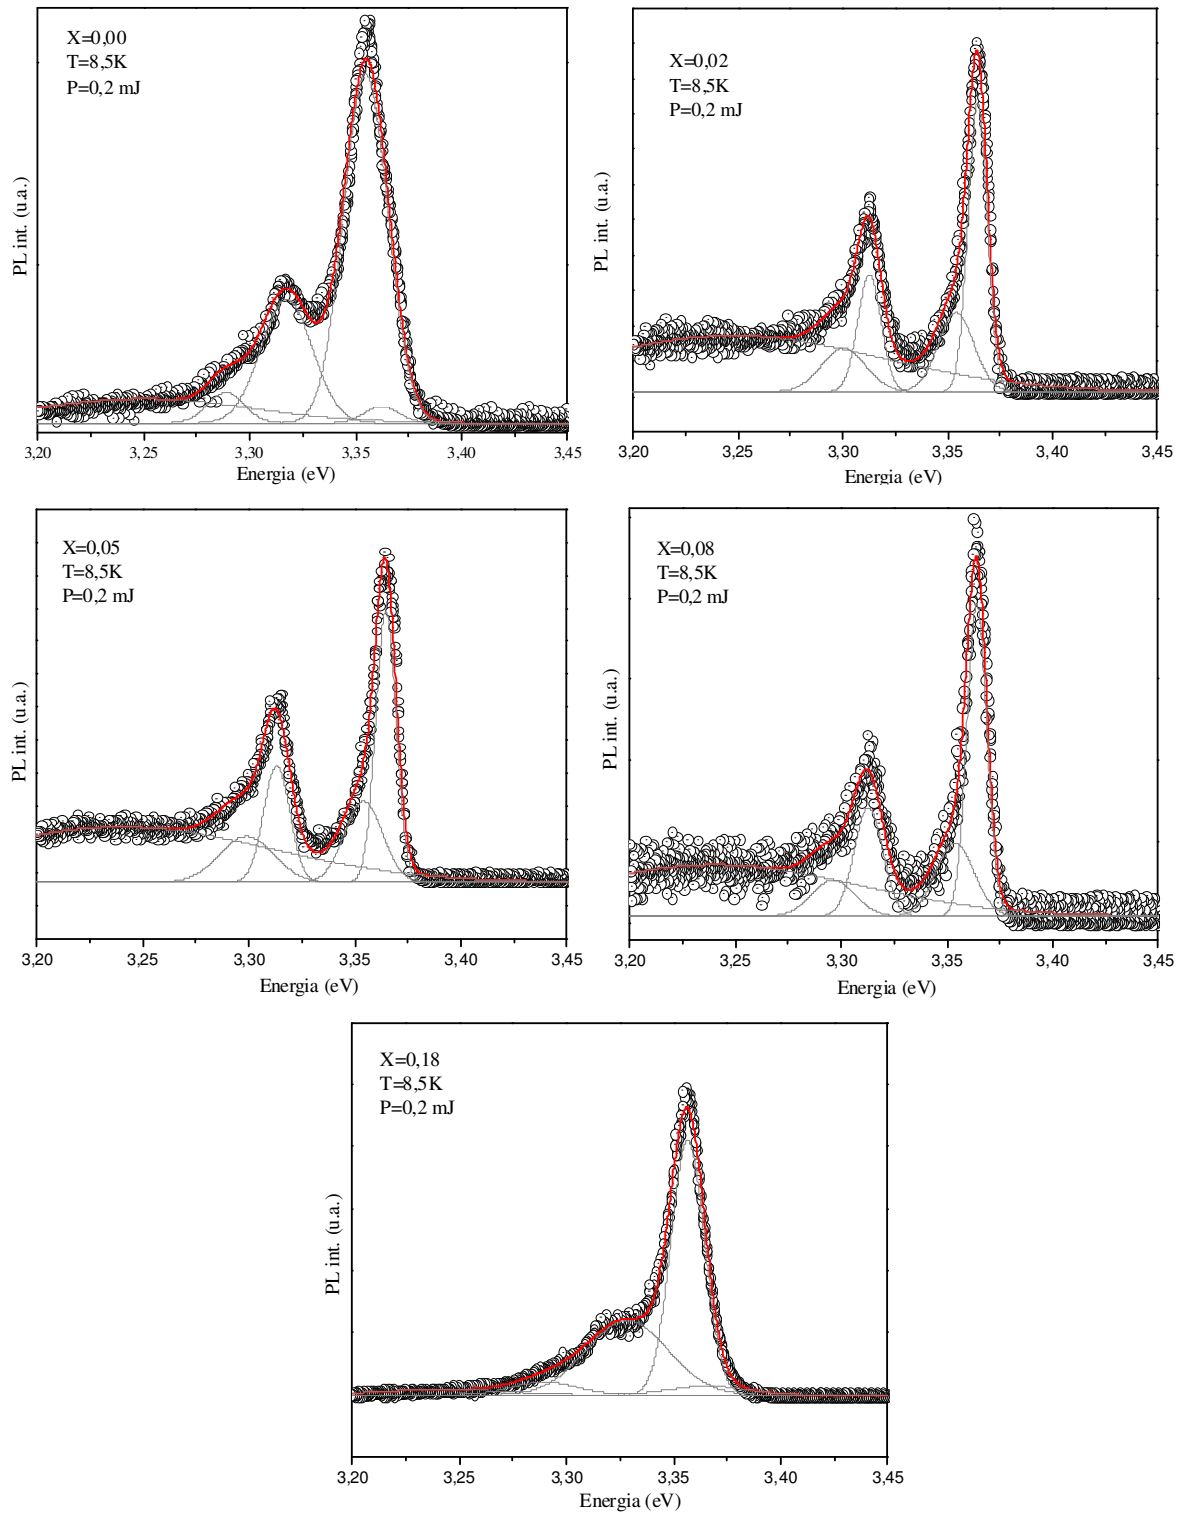 X=0,00
T=8,5K
P=0,2 mJ
PL int. (u.a.)
3,20 3,25 3,30 3,35 3,40 3,45
Energia (eV)
X=0,02
T=8,5K
P=0,2 mJ
PL int. (u.a.)
3,20 3,25 3,30 3,35 3,40 3,45
Energia (eV)
X=0,05
T=8,5K
P=0,2 mJ
PL int. (u.a.)
3,20 3,25 3,30 3,35 3,40 3,45
Energia (eV)
X=0,08
T=8,5K
P=0,2 mJ
PL int. (u.a.)
3,20 3,25 3,30 3,35 3,40 3,45
Energia (eV)
X=0,18
T=8,5K
P=0,2 mJ
PL int. (u.a.)
3,20 3,25 3,30 3,35 3,40 3,45
Energia (eV)